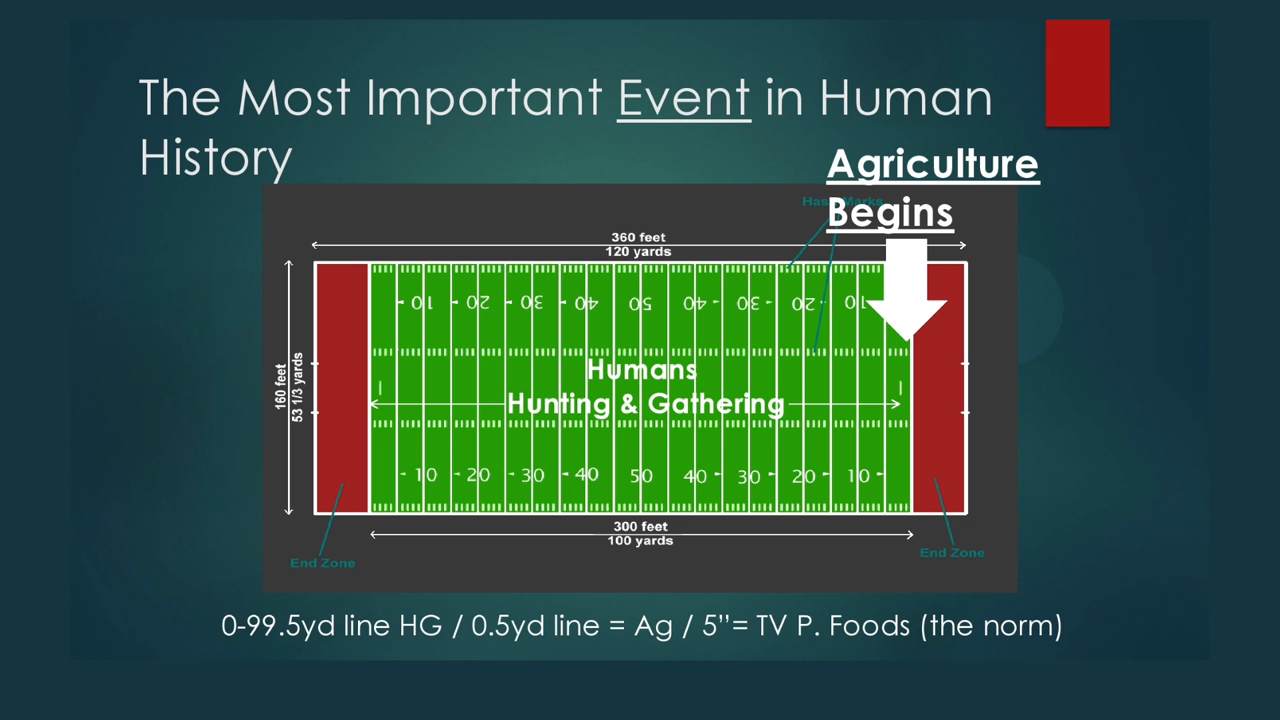 The Most Important Event in Human
History
Agriculture
Begins
Marks
360 feet
120 yards
10 20 30 40 50 40 30 20 10
160 feet
53 1/3 yards
Humans
Hunting & Gathering
10 20 30 40 50 40 30 20 10
300 feet
100 yards
End Zone
End Zone
0-99.5yd line HG / 0.5yd line = Ag / 5”= TV P. Foods (the norm)